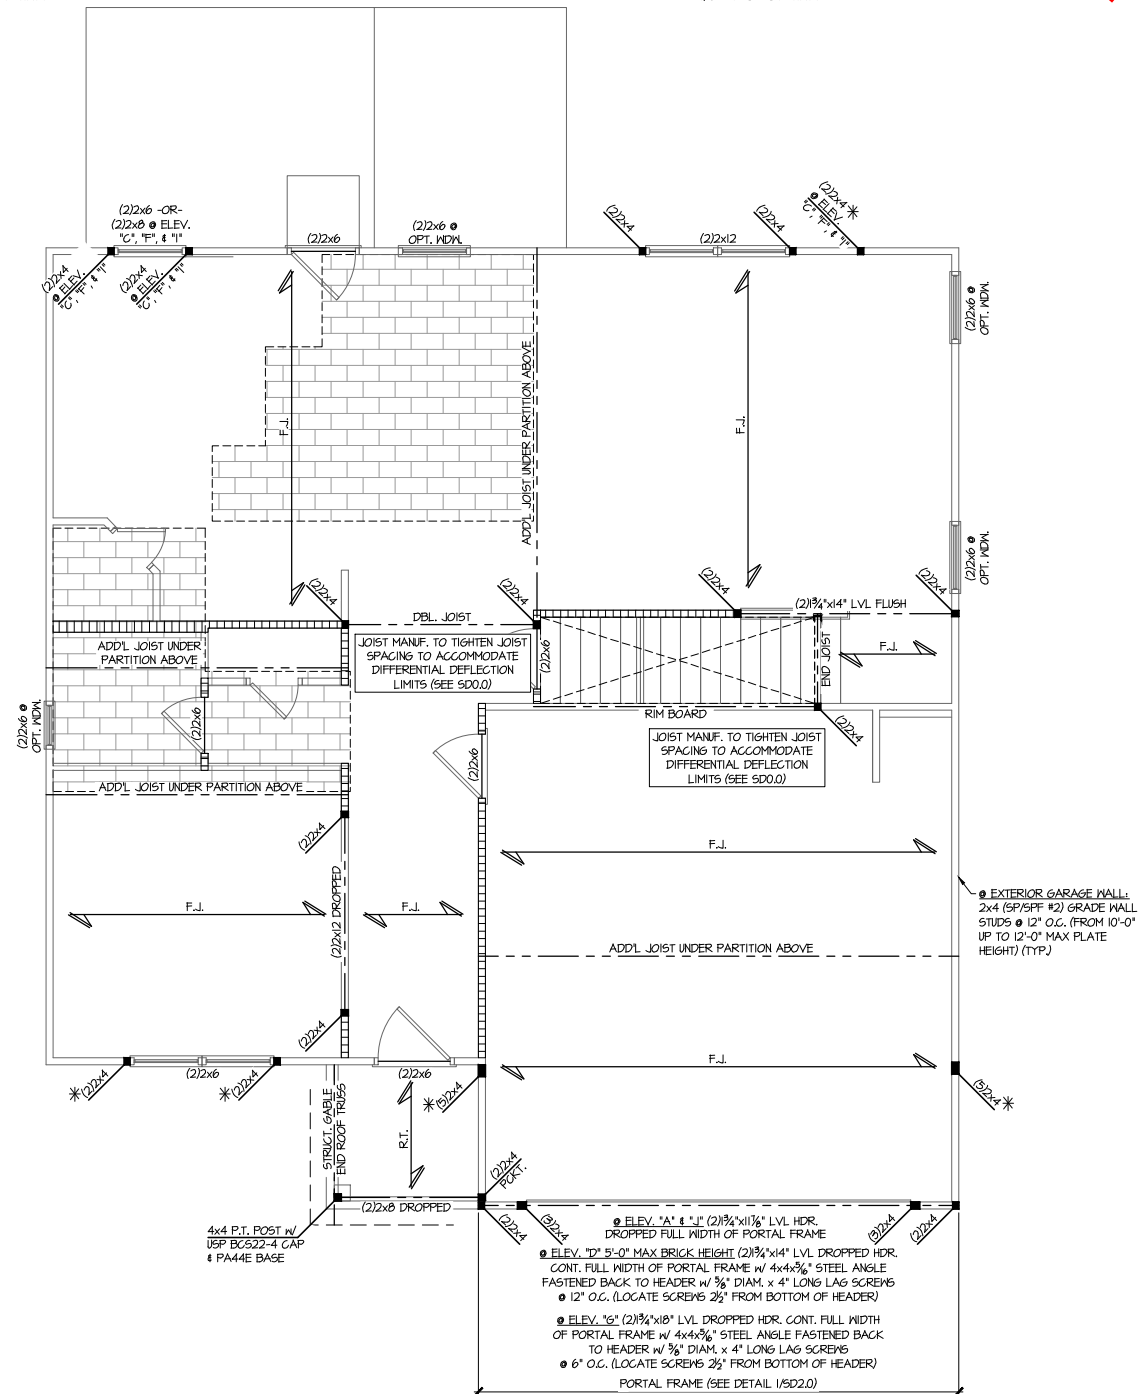 (2)2x6 -OR-
(2)2x8 @ ELEV.
"C", "F", & "I"
(2)2x6
(2)2x6 @
OPT. WDW.
(2)2x4
(2)2x4
(2)2x12
(2)2x4 *
@ ELEV.
"C", "F", & "I"
(2)2x4
@ ELEV.
"C", "F", & "I"
(2)2x4
@ ELEV.
"C", "F", & "I"
(2)2x6 @
OPT. WDW.
F.J.
ADD'L JOIST UNDER PARTITION ABOVE
F.J.
(2)2x6 @
OPT. WDW.
(2)2x4
(2)2x4
(2)2x4
(2)2x4
DBL. JOIST
(2)1¾"x14" LVL FLUSH
ADD'L JOIST UNDER
PARTITION ABOVE
JOIST MANUF. TO TIGHTEN JOIST
SPACING TO ACCOMMODATE
DIFFERENTIAL DEFLECTION
LIMITS (SEE SD0.0)
(2)2x6
END JOIST
F.J.
(2)2x6 @
OPT. WDW.
(2)2x6
RIM BOARD
(2)2x4
(2)2x6
JOIST MANUF. TO TIGHTEN JOIST
SPACING TO ACCOMMODATE
DIFFERENTIAL DEFLECTION
LIMITS (SEE SD0.0)
ADD'L JOIST UNDER PARTITION ABOVE
(2)2x4
F.J.
F.J.
(2)2x12 DROPPED
F.J.
@ EXTERIOR GARAGE WALL:
2x4 (SP/SPF #2) GRADE WALL
STUDS @ 12" O.C. (FROM 10'-0"
UP TO 12'-0" MAX PLATE
HEIGHT) (TYP.)
ADD'L JOIST UNDER PARTITION ABOVE
(2)2x4
F.J.
*(2)2x4
(2)2x6
*(2)2x4
(2)2x6
*(5)2x4
(5)2x4*
STRUCT. GABLE
END ROOF TRUSS
R.T.
(2)2x4
PCKT.
(2)2x8 DROPPED
4x4 P.T. POST W/
USP BCS22-4 CAP
& PA44E BASE
(2)2x4
(3)2x4
(3)2x4
(2)2x4
@ ELEV. "A" & "J" (2)1¾"x11⅞" LVL HDR.
DROPPED FULL WIDTH OF PORTAL FRAME
@ ELEV. "D" 5'-0" MAX BRICK HEIGHT (2)1¾"x14" LVL DROPPED HDR.
CONT. FULL WIDTH OF PORTAL FRAME W/ 4x4x5/16" STEEL ANGLE
FASTENED BACK TO HEADER W/ ⅝" DIAM. x 4" LONG LAG SCREWS
@ 12" O.C. (LOCATE SCREWS 2½" FROM BOTTOM OF HEADER)
@ ELEV. "G" (2)1¾"x18" LVL DROPPED HDR. CONT. FULL WIDTH
OF PORTAL FRAME W/ 4x4x5/16" STEEL ANGLE FASTENED BACK
TO HEADER W/ ⅝" DIAM. x 4" LONG LAG SCREWS
@ 6" O.C. (LOCATE SCREWS 2½" FROM BOTTOM OF HEADER)
PORTAL FRAME (SEE DETAIL 1/SD2.0)